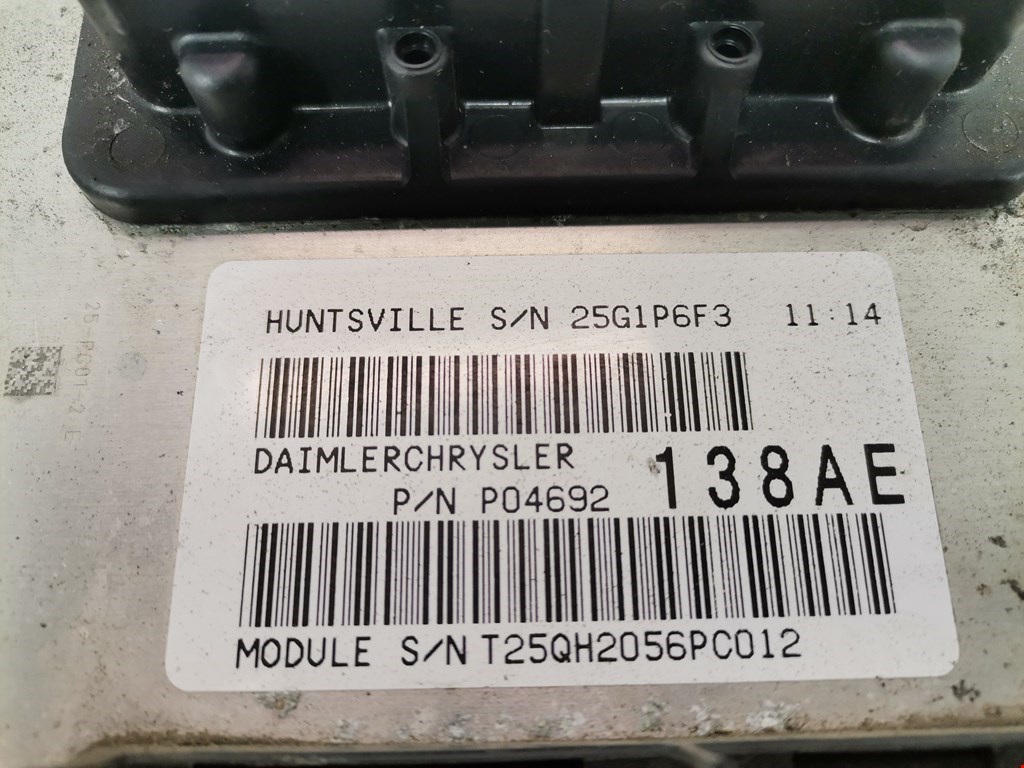 HUNTSVILLE S/N 25G1P6F3 11:14
DAIMLERCHRYSLER
P/N P04692 138AE
MODULE S/N T25QH2056PC012